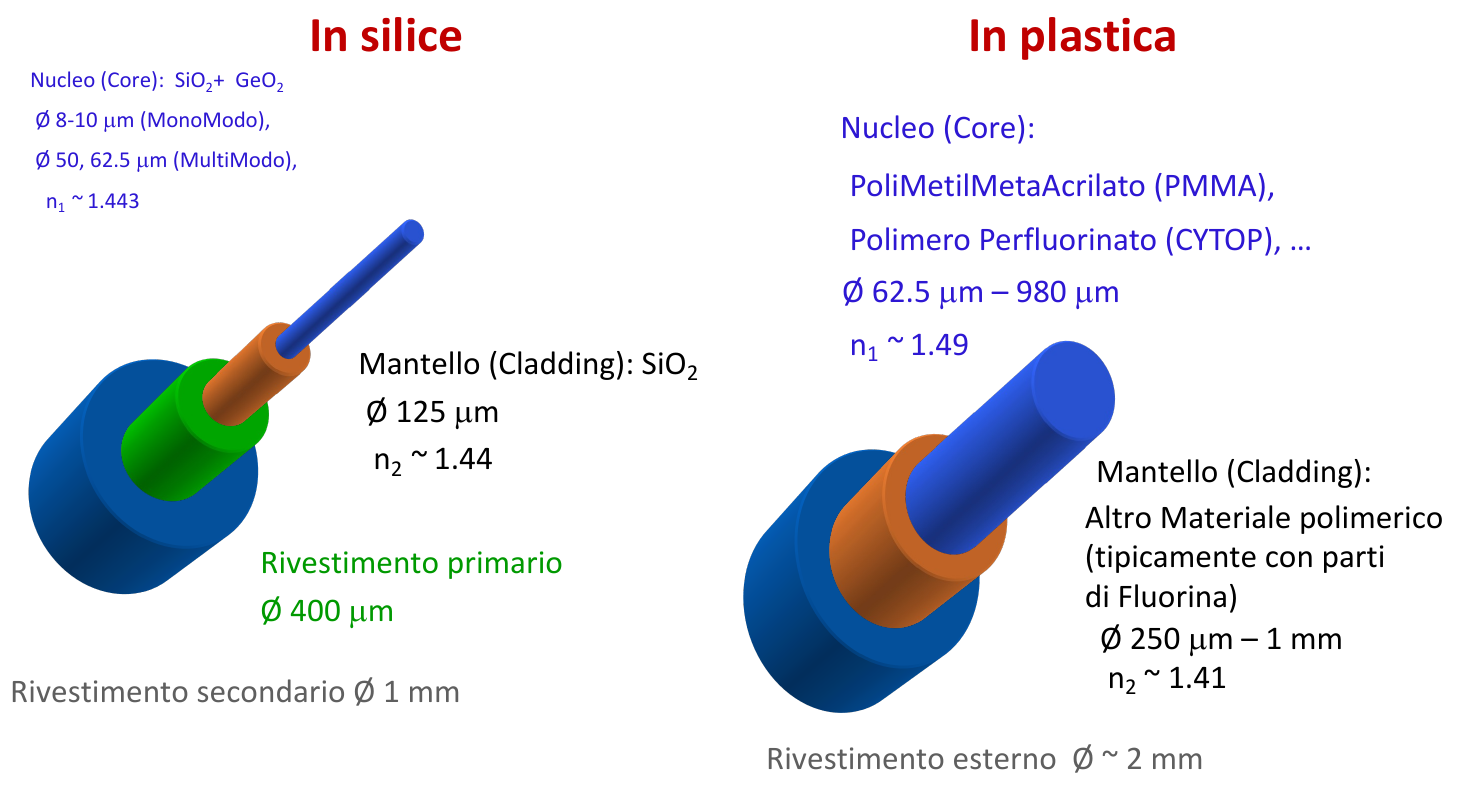 In silice
Nucleo (Core): SiO₂+ GeO₂
Ø 8-10 μm (MonoModo),
Ø 50, 62.5 μm (MultiModo),
n₁ ~ 1.443
Mantello (Cladding): SiO₂
Ø 125 μm
n₂ ~ 1.44
Rivestimento primario
Ø 400 μm
Rivestimento secondario Ø 1 mm
In plastica
Nucleo (Core):
PoliMetilMetaAcrilato (PMMA),
Polimero Perfluorinato (CYTOP), ...
Ø 62.5 μm – 980 μm
n₁ ~ 1.49
Mantello (Cladding):
Altro Materiale polimerico
(tipicamente con parti
di Fluorina)
Ø 250 μm – 1 mm
n₂ ~ 1.41
Rivestimento esterno Ø ~ 2 mm